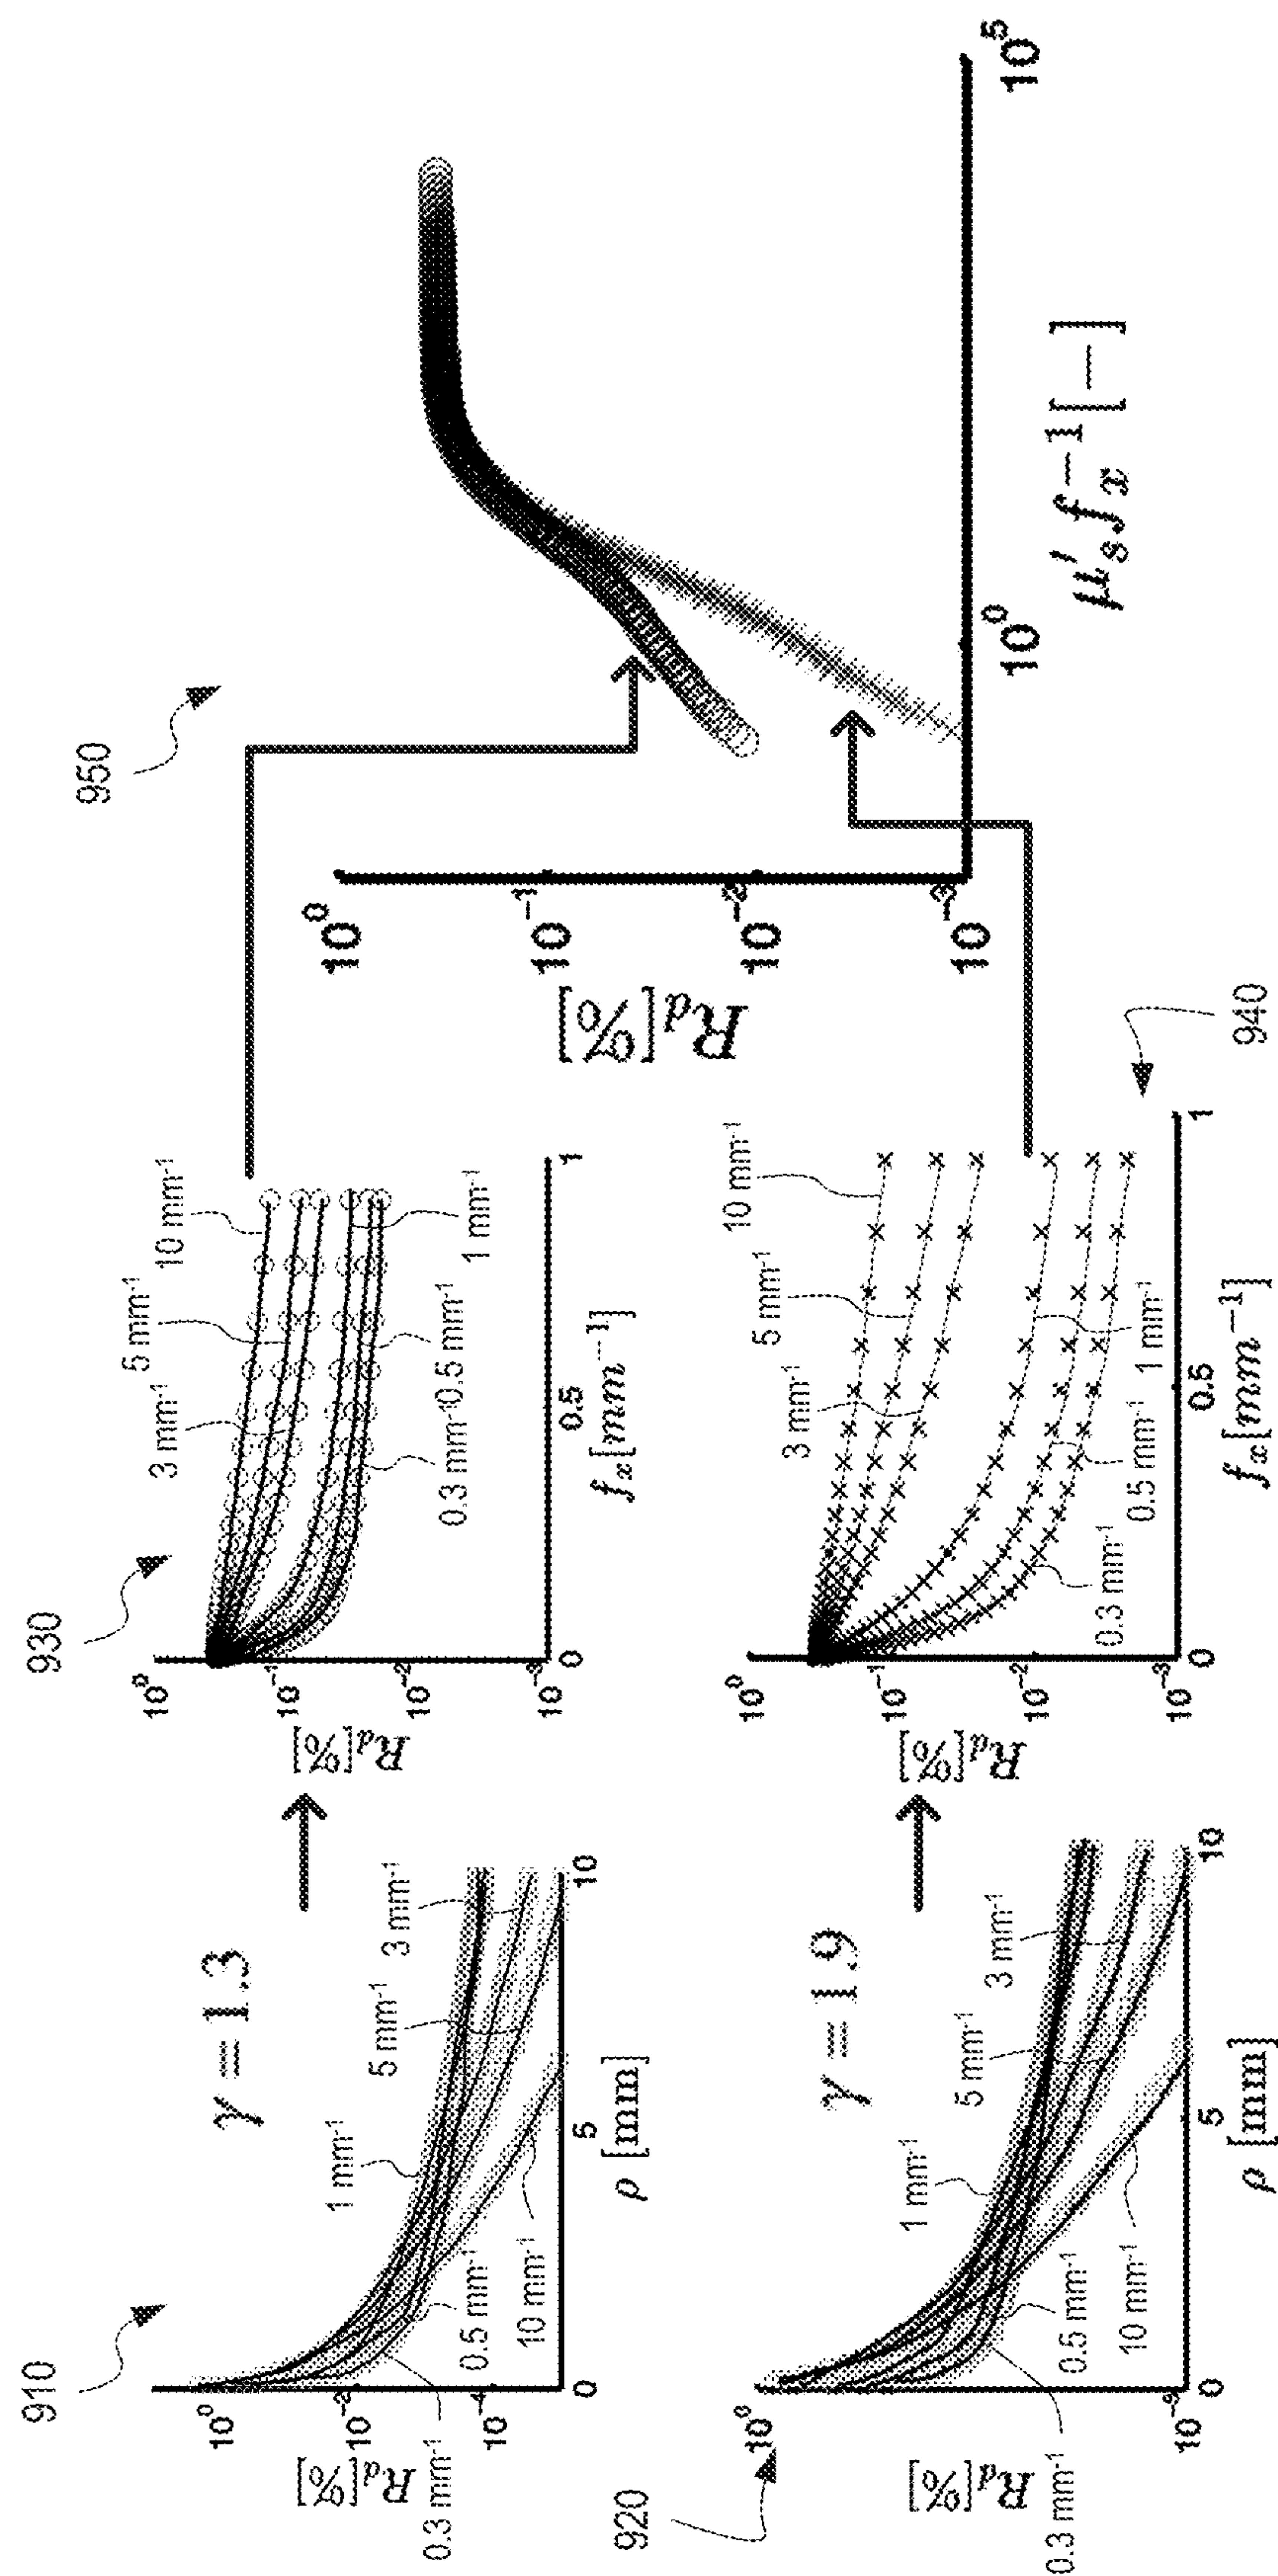 910
γ = 1.3
R_d[%]
10^0
10^-2
10^-4
0
5
10
ρ [mm]
0.3 mm^-1
0.5 mm^-1
10 mm^-1
1 mm^-1
5 mm^-1
3 mm^-1
930
R_d[%]
10^0
10^-1
10^-2
10^-3
0
0.5
1
f_x[mm^-1]
3 mm^-1
5 mm^-1
10 mm^-1
0.3 mm^-1
0.5 mm^-1
1 mm^-1
920
γ = 1.9
R_d[%]
10^0
0
5
10
ρ [mm]
0.3 mm^-1
0.5 mm^-1
10 mm^-1
1 mm^-1
5 mm^-1
3 mm^-1
940
R_d[%]
10^0
10^-1
10^-2
10^-3
0
0.5
1
f_x[mm^-1]
3 mm^-1
5 mm^-1
10 mm^-1
0.3 mm^-1
0.5 mm^-1
1 mm^-1
950
R_d[%]
10^0
10^-1
10^-2
10^-3
10^0
10^5
μ'_s f_x^-1[−]